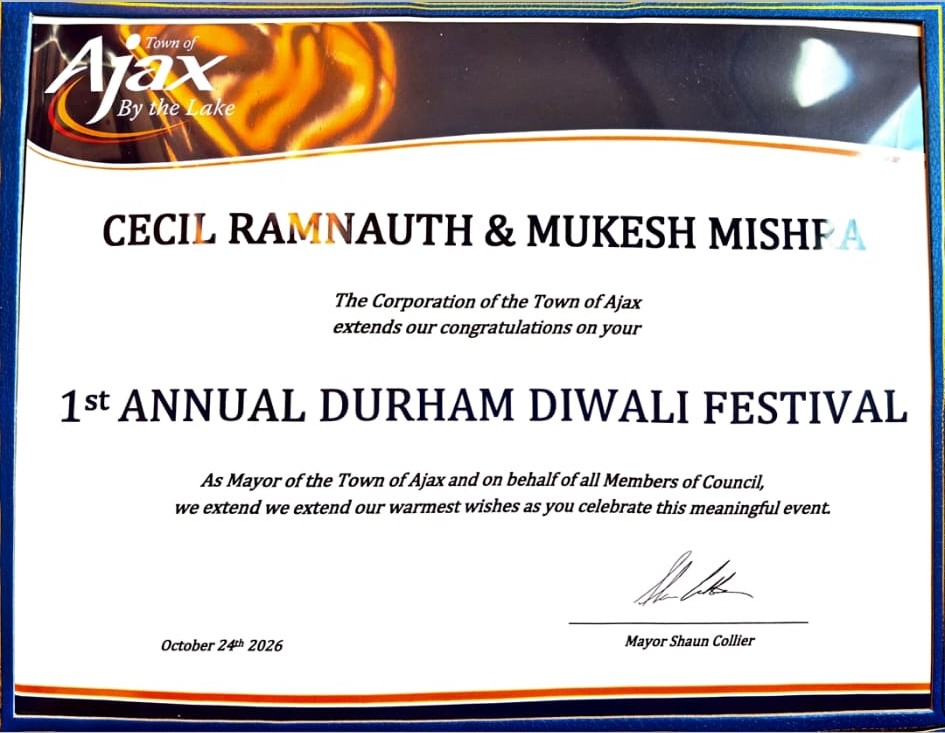 Town of
Ajax
By the Lake
CECIL RAMNAUTH & MUKESH MISHRA
The Corporation of the Town of Ajax
extends our congratulations on your
1st ANNUAL DURHAM DIWALI FESTIVAL
As Mayor of the Town of Ajax and on behalf of all Members of Council,
we extend we extend our warmest wishes as you celebrate this meaningful event.
October 24th 2026
Mayor Shaun Collier